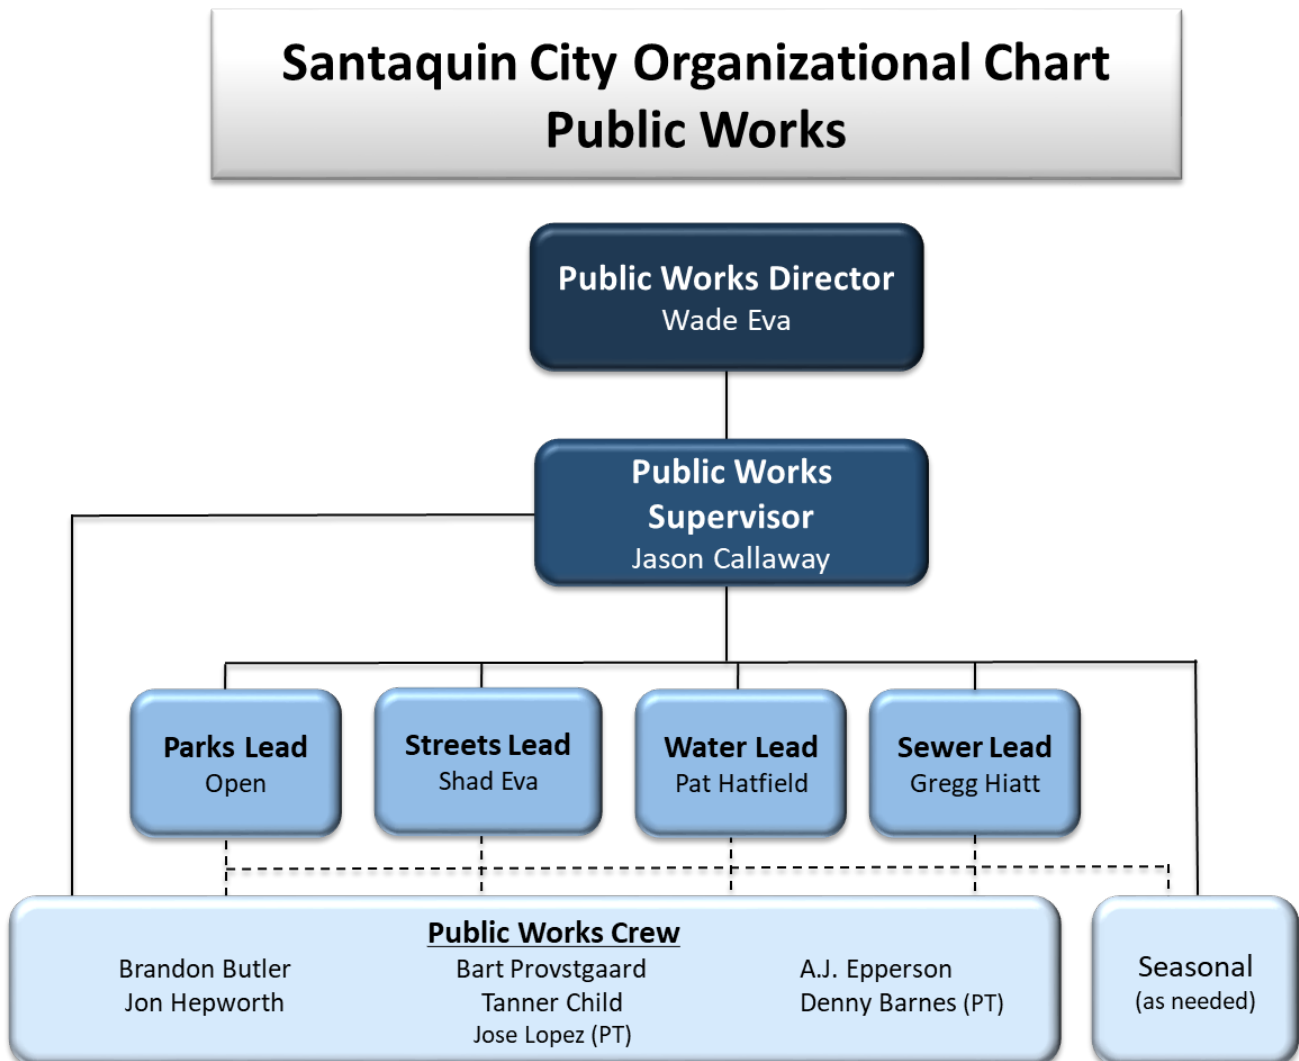 Santaquin City Organizational Chart
Public Works
Public Works Director
Wade Eva
Public Works
Supervisor
Jason Callaway
Parks Lead
Open
Streets Lead
Shad Eva
Water Lead
Pat Hatfield
Sewer Lead
Gregg Hiatt
Public Works Crew
Brandon Butler
Jon Hepworth
Bart Provstgaard
Tanner Child
Jose Lopez (PT)
A.J. Epperson
Denny Barnes (PT)
Seasonal
(as needed)